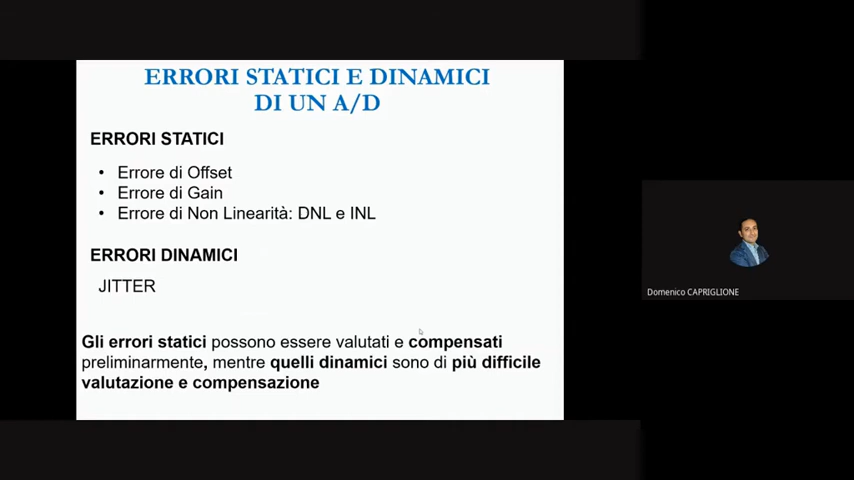 ERRORI STATICI E DINAMICI
DI UN A/D
ERRORI STATICI
• Errore di Offset
• Errore di Gain
• Errore di Non Linearità: DNL e INL
ERRORI DINAMICI
JITTER
Gli errori statici possono essere valutati e compensati
preliminarmente, mentre quelli dinamici sono di più difficile
valutazione e compensazione
Domenico CAPRIGLIONE